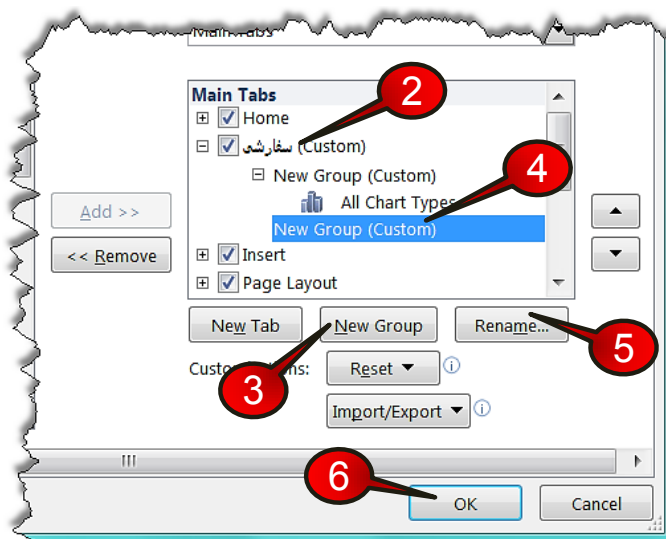 Main Tabs
Main Tabs
Home
سفارشی (Custom)
New Group (Custom)
All Chart Types
New Group (Custom)
Insert
Page Layout
Add >>
<< Remove
New Tab
New Group
Rename...
Reset
Import/Export
OK
Cancel
2
4
3
5
6